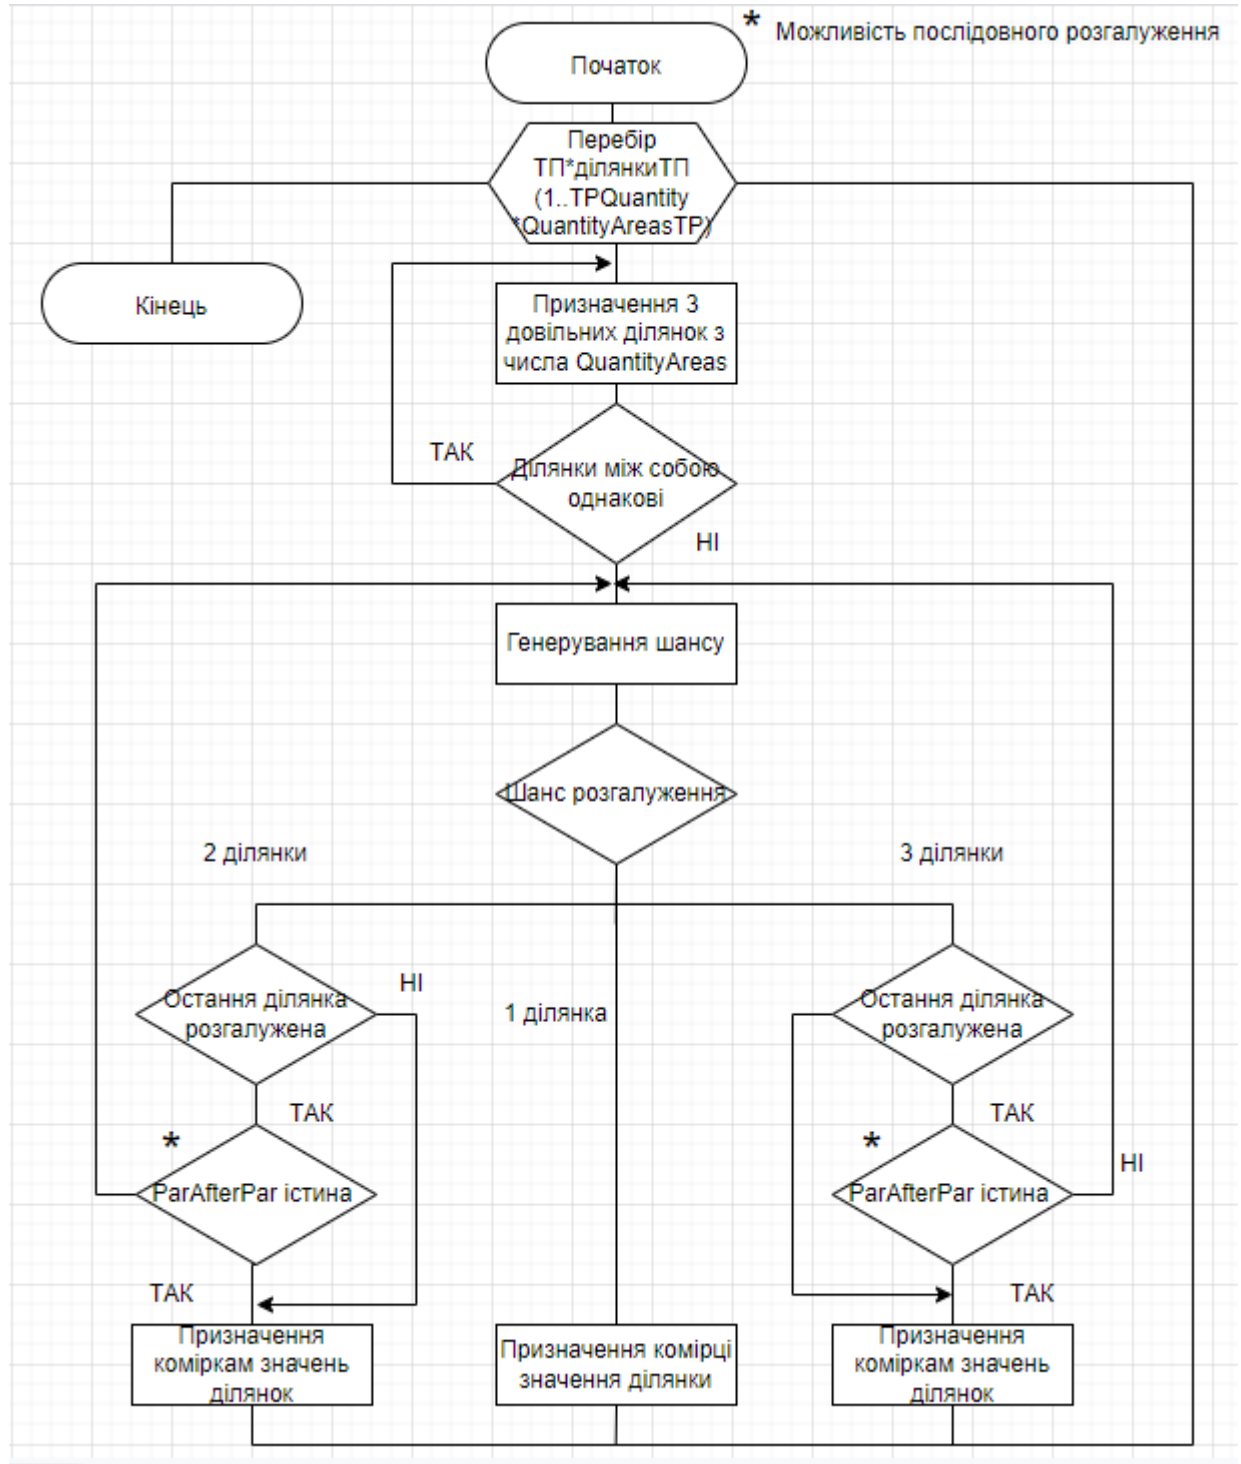 * Можливість послідовного розгалуження
Початок
Перебір
ТП*ділянкиТП
(1..TPQuantity
*QuantityAreasTP)
Кінець
Призначення 3
довільних ділянок з
числа QuantityAreas
ТАК
Ділянки між собою
однакові
НІ
Генерування шансу
Шанс розгалуження
2 ділянки
3 ділянки
Остання ділянка
розгалужена
НІ
1 ділянка
Остання ділянка
розгалужена
ТАК
ТАК
*
ParAfterPar істина
*
ParAfterPar істина
НІ
ТАК
ТАК
Призначення
коміркам значень
ділянок
Призначення комірці
значення ділянки
Призначення
коміркам значень
ділянок